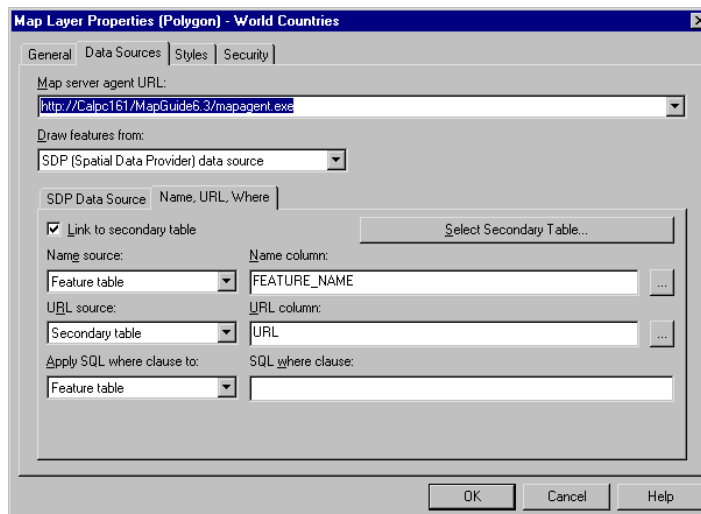 Map Layer Properties (Polygon) - World Countries
General Data Sources Styles Security
Map server agent URL:
http://Calpc161/MapGuide6.3/mapagent.exe
Draw features from:
SDP (Spatial Data Provider) data source
SDP Data Source Name, URL, Where
Link to secondary table Select Secondary Table...
Name source: Name column:
Feature table FEATURE_NAME ...
URL source: URL column:
Secondary table URL ...
Apply SQL where clause to: SQL where clause:
Feature table
OK Cancel Help